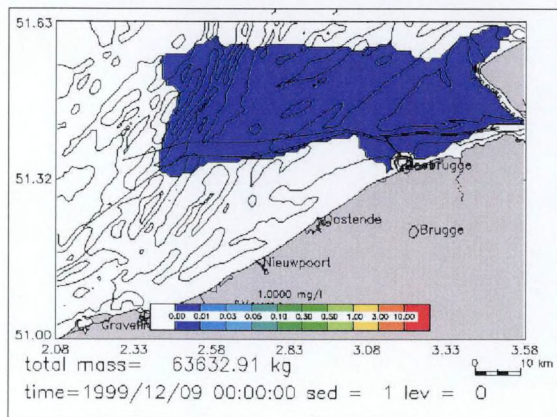 51.63
Zeebrugge
51.32
Oostende
Brugge
Nieuwpoort
1.0000 mg/l
0.00 0.01 0.03 0.05 0.10 0.30 0.50 1.00 3.00 10.00
51.00
2.08 2.33 2.58 2.83 3.08 3.33 3.58
total mass= 63632.91 kg
0 10 km
time=1999/12/09 00:00:00 sed = 1 lev = 0